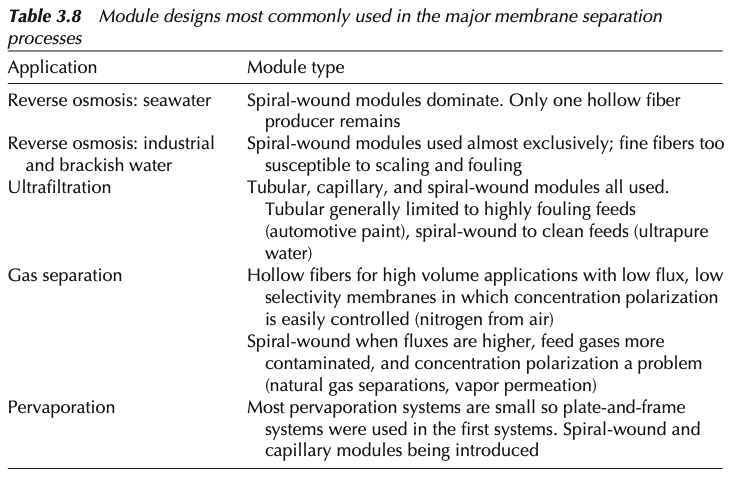 Table 3.8 Module designs most commonly used in the major membrane separation
processes
Application Module type
Reverse osmosis: seawater Spiral-wound modules dominate. Only one hollow fiber
producer remains
Reverse osmosis: industrial Spiral-wound modules used almost exclusively; fine fibers too
and brackish water susceptible to scaling and fouling
Ultrafiltration Tubular, capillary, and spiral-wound modules all used.
Tubular generally limited to highly fouling feeds
(automotive paint), spiral-wound to clean feeds (ultrapure
water)
Gas separation Hollow fibers for high volume applications with low flux, low
selectivity membranes in which concentration polarization
is easily controlled (nitrogen from air)
Spiral-wound when fluxes are higher, feed gases more
contaminated, and concentration polarization a problem
(natural gas separations, vapor permeation)
Pervaporation Most pervaporation systems are small so plate-and-frame
systems were used in the first systems. Spiral-wound and
capillary modules being introduced